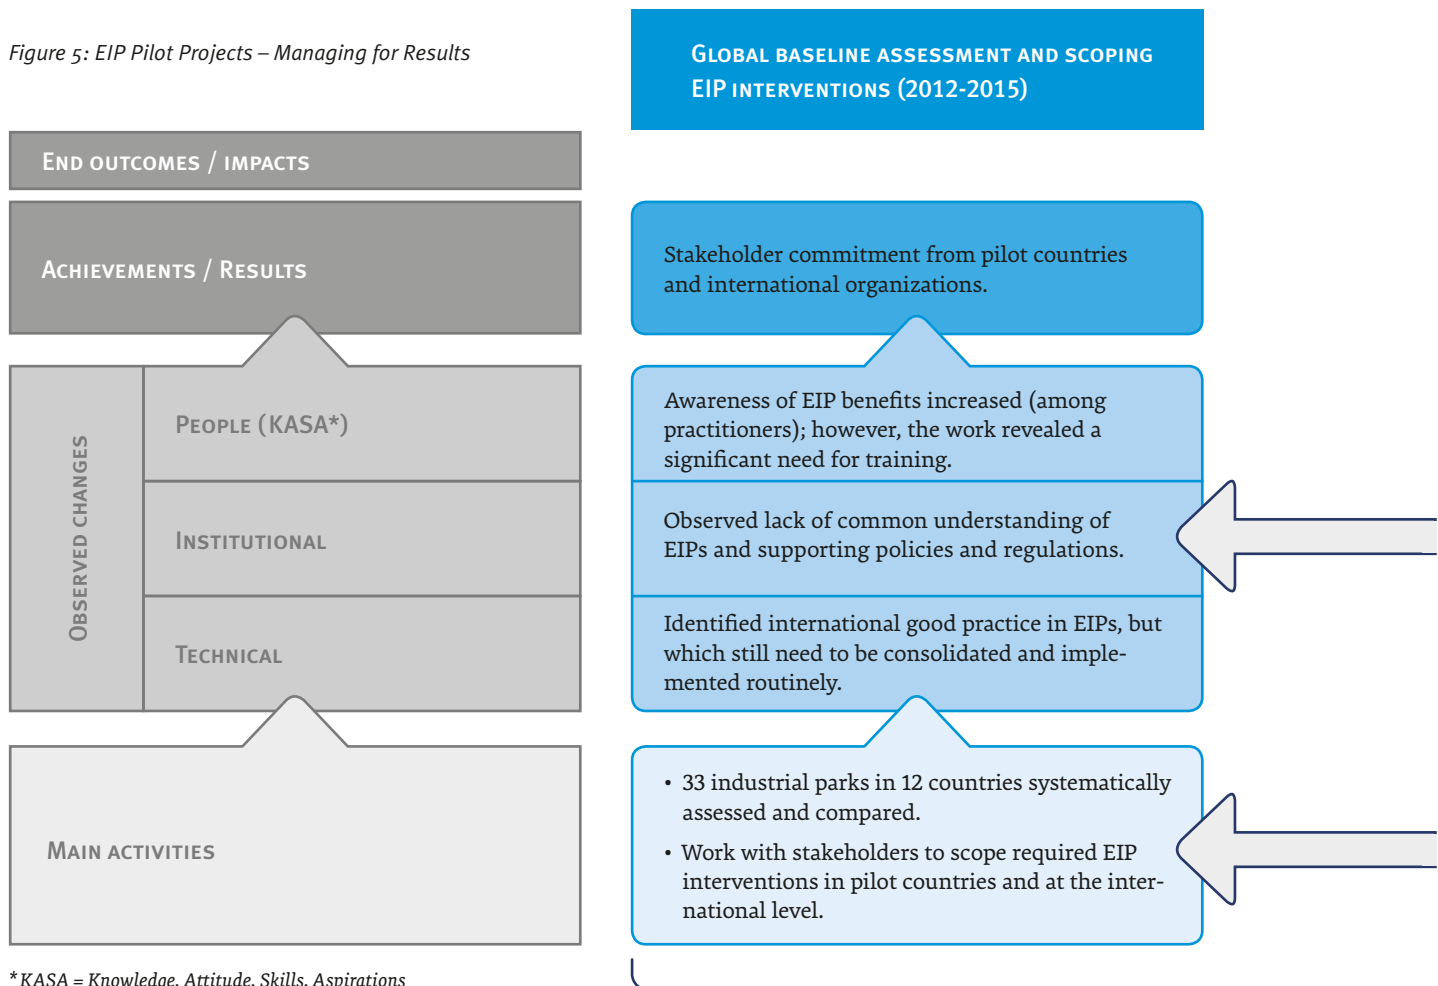 Figure 5: EIP Pilot Projects – Managing for Results
GLOBAL BASELINE ASSESSMENT AND SCOPING
EIP INTERVENTIONS (2012-2015)
END OUTCOMES / IMPACTS
ACHIEVEMENTS / RESULTS
Stakeholder commitment from pilot countries
and international organizations.
OBSERVED CHANGES
PEOPLE (KASA*)
Awareness of EIP benefits increased (among
practitioners); however, the work revealed a
significant need for training.
INSTITUTIONAL
Observed lack of common understanding of
EIPs and supporting policies and regulations.
TECHNICAL
Identified international good practice in EIPs, but
which still need to be consolidated and imple-
mented routinely.
MAIN ACTIVITIES
• 33 industrial parks in 12 countries systematically
assessed and compared.
• Work with stakeholders to scope required EIP
interventions in pilot countries and at the inter-
national level.
*KASA = Knowledge, Attitude, Skills, Aspirations